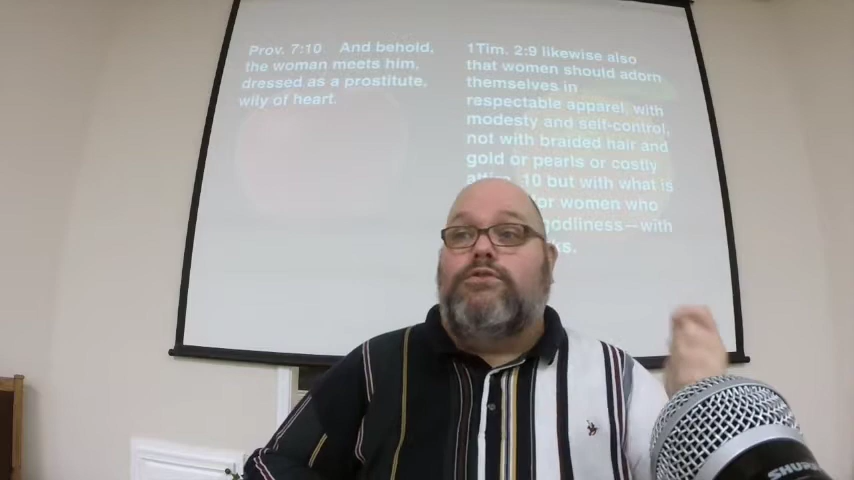 Prov. 7:10 And behold,
the woman meets him,
dressed as a prostitute,
wily of heart.
1Tim. 2:9 likewise also
that women should adorn
themselves in
respectable apparel, with
modesty and self-control,
not with braided hair and
gold or pearls or costly
10 but with what is
for women who
godliness—with
SHURE